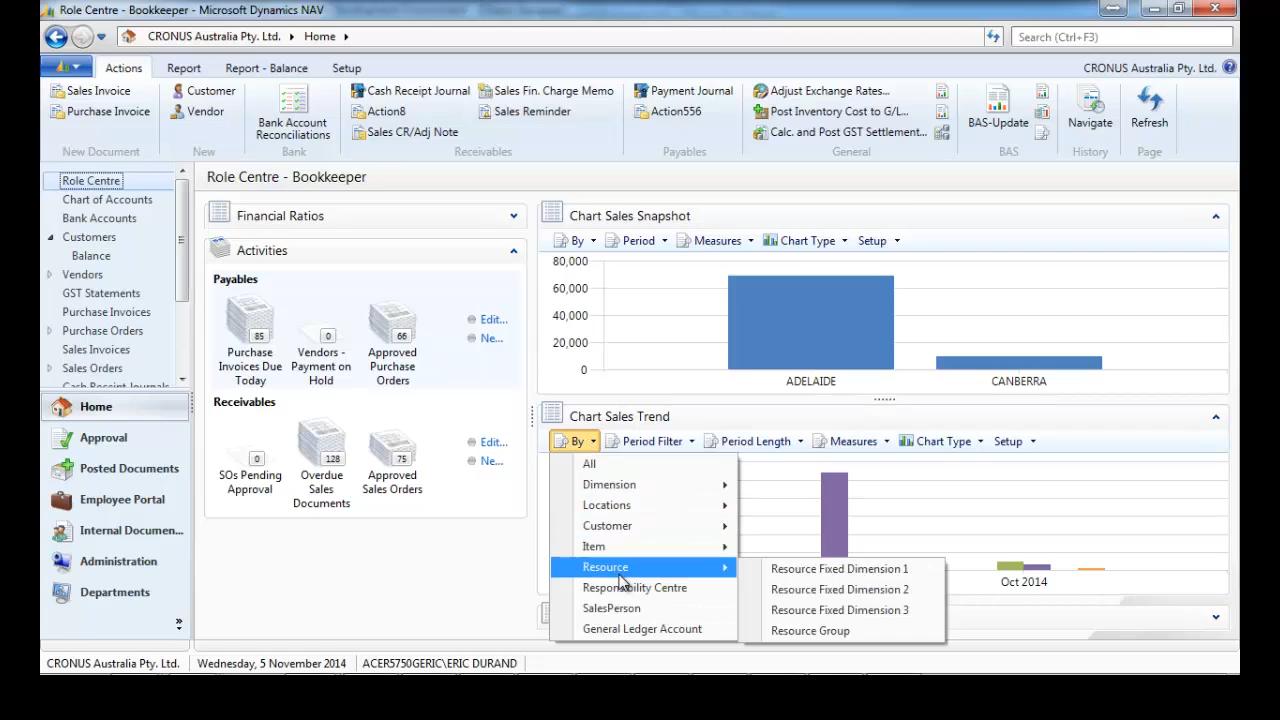 Role Centre - Bookkeeper - Microsoft Dynamics NAV
CRONUS Australia Pty. Ltd.
Home
Search (Ctrl+F3)
Actions
Report
Report - Balance
Setup
CRONUS Australia Pty. Ltd.
Sales Invoice
Purchase Invoice
New Document
Customer
Vendor
New
Bank Account
Reconciliations
Bank
Cash Receipt Journal
Action8
Sales CR/Adj Note
Sales Fin. Charge Memo
Sales Reminder
Receivables
Payment Journal
Action556
Payables
Adjust Exchange Rates...
Post Inventory Cost to G/L...
Calc. and Post GST Settlement...
General
BAS-Update
BAS
Navigate
History
Refresh
Page
Role Centre
Chart of Accounts
Bank Accounts
Customers
Balance
Vendors
GST Statements
Purchase Invoices
Purchase Orders
Sales Invoices
Sales Orders
Cash Receipt Journals
Home
Approval
Posted Documents
Employee Portal
Internal Documen...
Administration
Departments
Role Centre - Bookkeeper
Financial Ratios
Activities
Payables
85
Purchase
Invoices Due
Today
0
Vendors -
Payment on
Hold
66
Approved
Purchase
Orders
Edit...
Ne...
Receivables
0
SOs Pending
Approval
128
Overdue
Sales
Documents
75
Approved
Sales Orders
Edit...
Ne...
Chart Sales Snapshot
By
Period
Measures
Chart Type
Setup
80,000
60,000
40,000
20,000
0
ADELAIDE
CANBERRA
Chart Sales Trend
By
Period Filter
Period Length
Measures
Chart Type
Setup
All
Dimension
Locations
Customer
Item
Resource
Responsibility Centre
SalesPerson
General Ledger Account
Resource Fixed Dimension 1
Resource Fixed Dimension 2
Resource Fixed Dimension 3
Resource Group
Oct 2014
CRONUS Australia Pty. Ltd.
Wednesday, 5 November 2014
ACER5750GERIC\ERIC DURAND